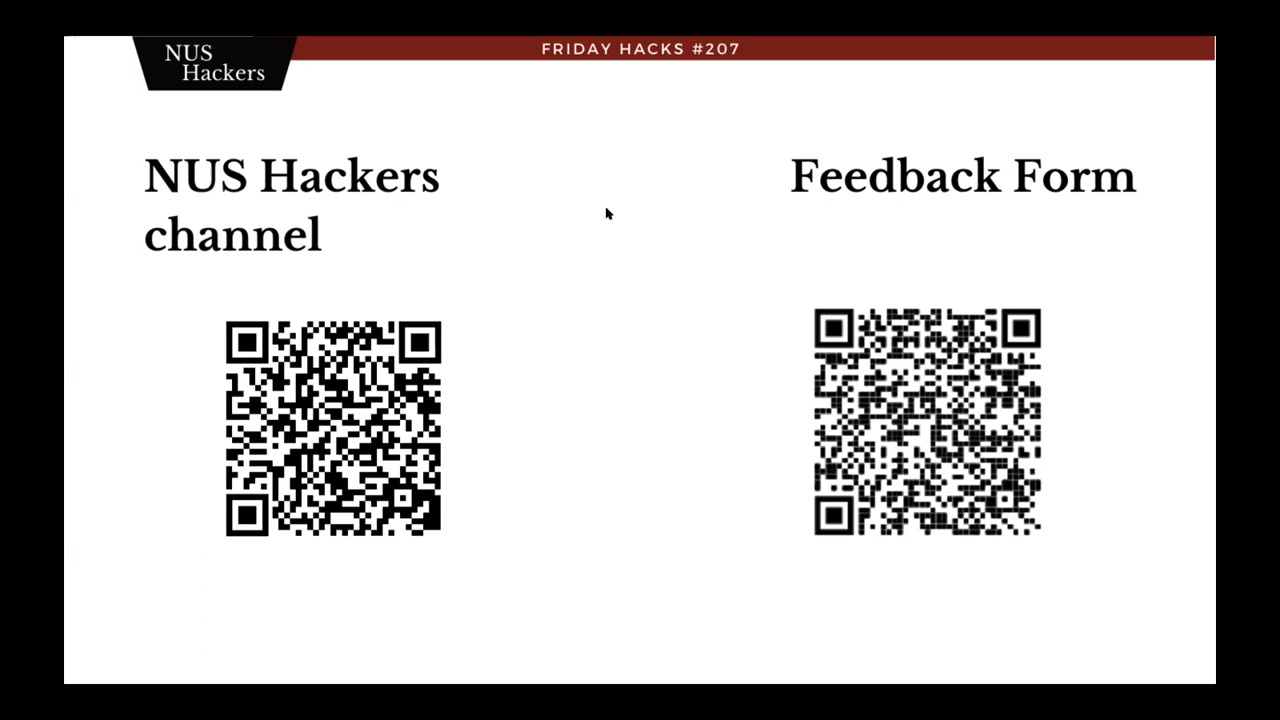 NUS
Hackers
FRIDAY HACKS #207
NUS Hackers
channel
Feedback Form